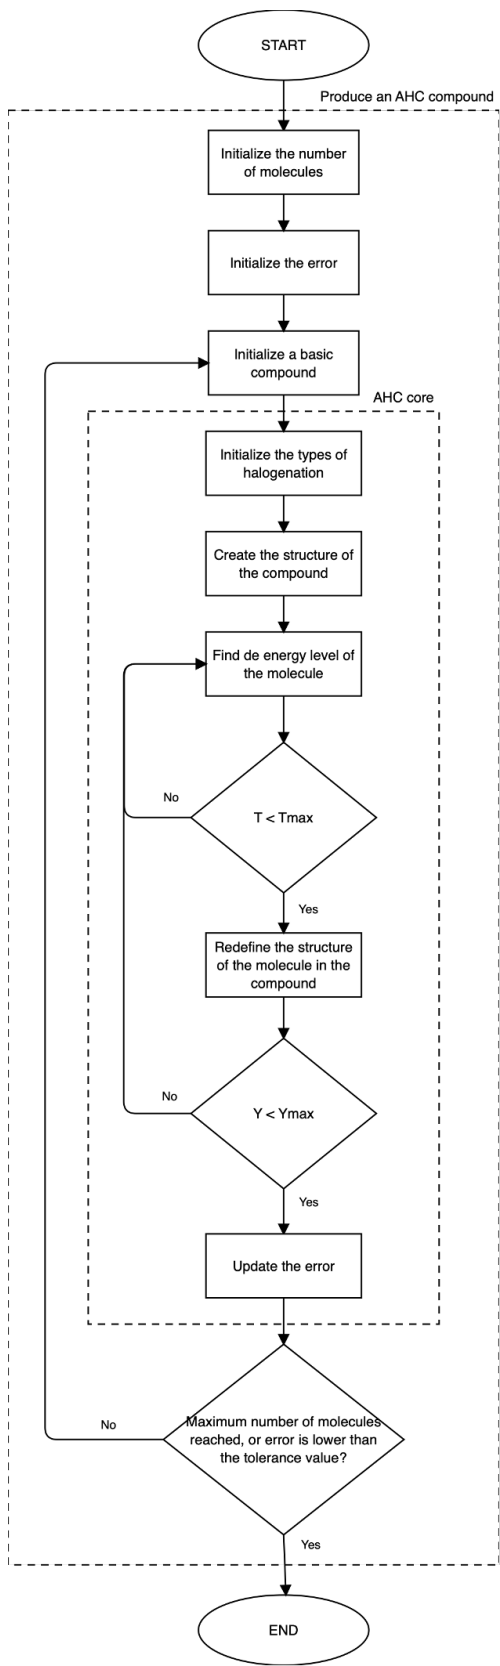 START
Produce an AHC compound
Initialize the number
of molecules
Initialize the error
Initialize a basic
compound
AHC core
Initialize the types of
halogenation
Create the structure of
the compound
Find de energy level of
the molecule
No
T < Tmax
Yes
Redefine the structure
of the molecule in the
compound
No
Y < Ymax
Yes
Update the error
No
Maximum number of molecules
reached, or error is lower than
the tolerance value?
Yes
END